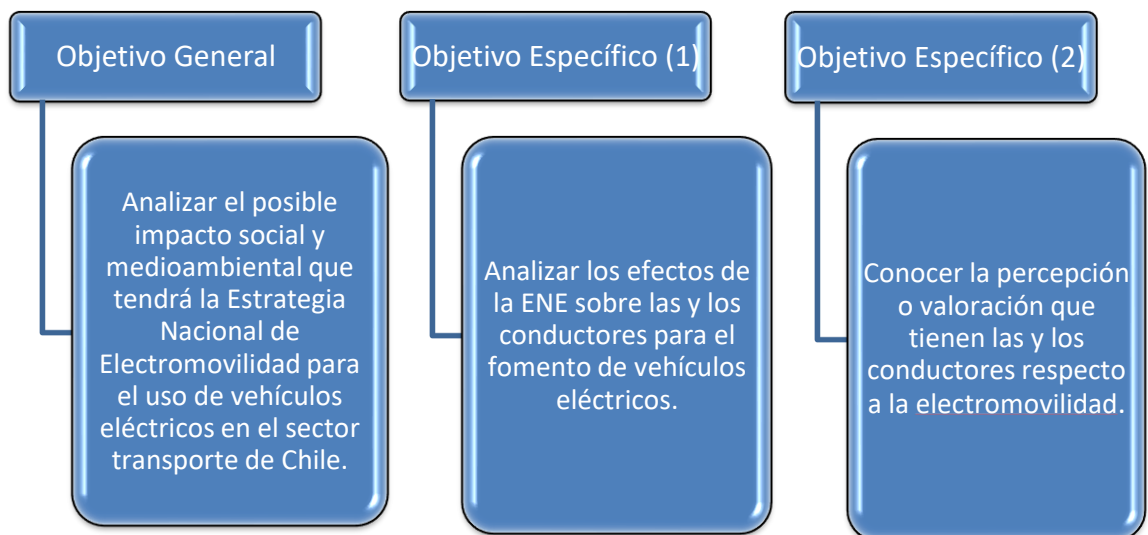 Objetivo General
Analizar el posible
impacto social y
medioambiental que
tendrá la Estrategia
Nacional de
Electromovilidad para
el uso de vehículos
eléctricos en el sector
transporte de Chile.
Objetivo Específico (1)
Analizar los efectos de
la ENE sobre las y los
conductores para el
fomento de vehículos
eléctricos.
Objetivo Específico (2)
Conocer la percepción
o valoración que
tienen las y los
conductores respecto
a la electromovilidad.